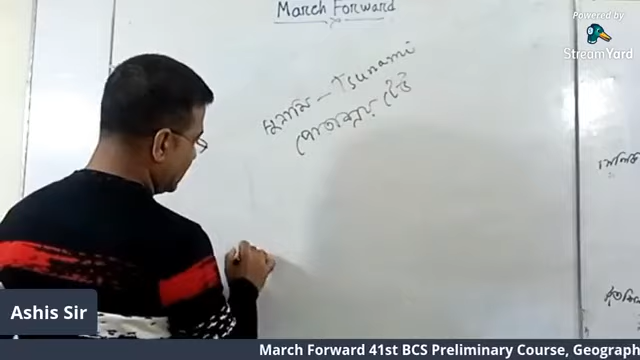 March Forward
Powered by
StreamYard
সুনামি – Tsunami
পোতাশ্রয় ঢেউ
Ashis Sir
March Forward 41st BCS Preliminary Course, Geograph